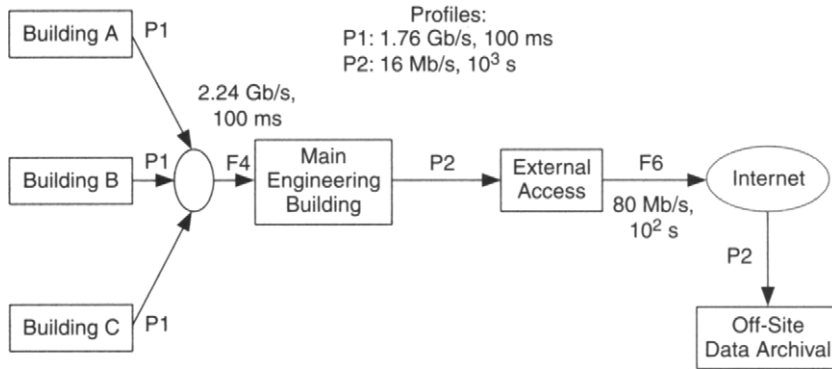 Profiles:
P1: 1.76 Gb/s, 100 ms
P2: 16 Mb/s, 10³ s
Building A
P1
2.24 Gb/s,
100 ms
Building B
P1
F4
Main
Engineering
Building
P2
External
Access
F6
80 Mb/s,
10² s
Internet
P2
Building C
P1
Off-Site
Data Archival